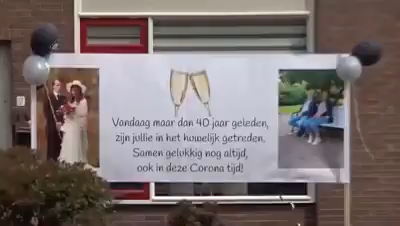 Vandaag maar dan 40 jaar geleden,
zijn jullie in het huwelijk getreden.
Samen gelukkig nog altijd,
ook in deze Corona tijd!